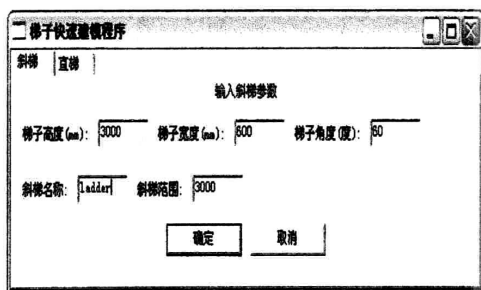 梯子快速建模程序
斜梯 直梯
输入斜梯参数
梯子高度(mm): 3000 梯子宽度(mm): 600 梯子角度(度): 60
斜梯名称: ladder 斜梯范围: 3000
确定 取消